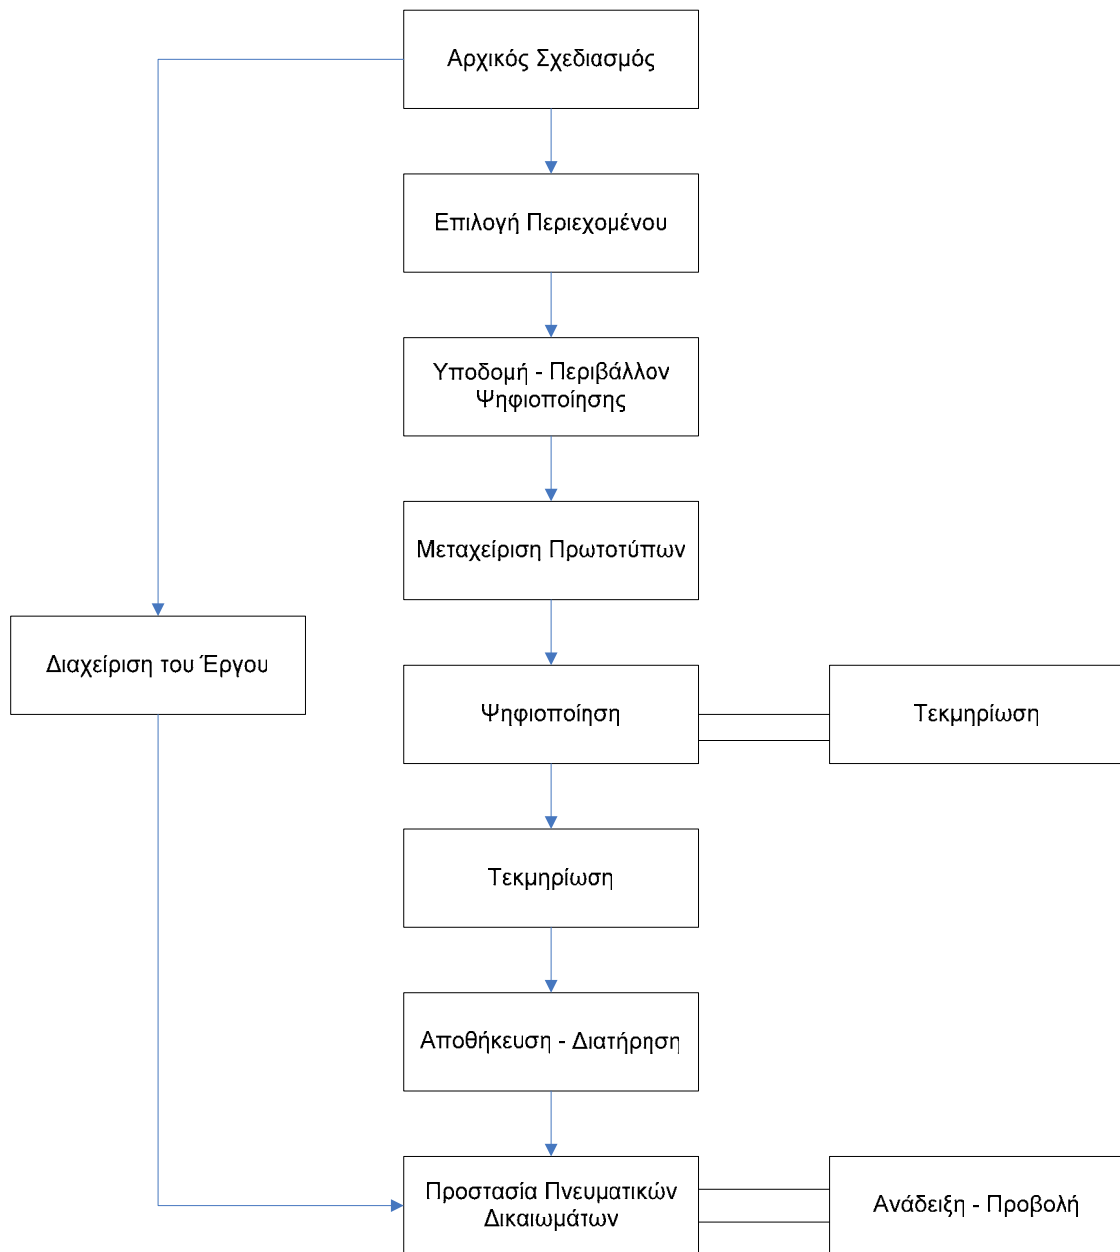 Αρχικός Σχεδιασμός
Επιλογή Περιεχομένου
Υποδομή - Περιβάλλον
Ψηφιοποίησης
Μεταχείριση Πρωτοτύπων
Διαχείριση του Έργου
Ψηφιοποίηση
Τεκμηρίωση
Τεκμηρίωση
Αποθήκευση - Διατήρηση
Προστασία Πνευματικών
Δικαιωμάτων
Ανάδειξη - Προβολή